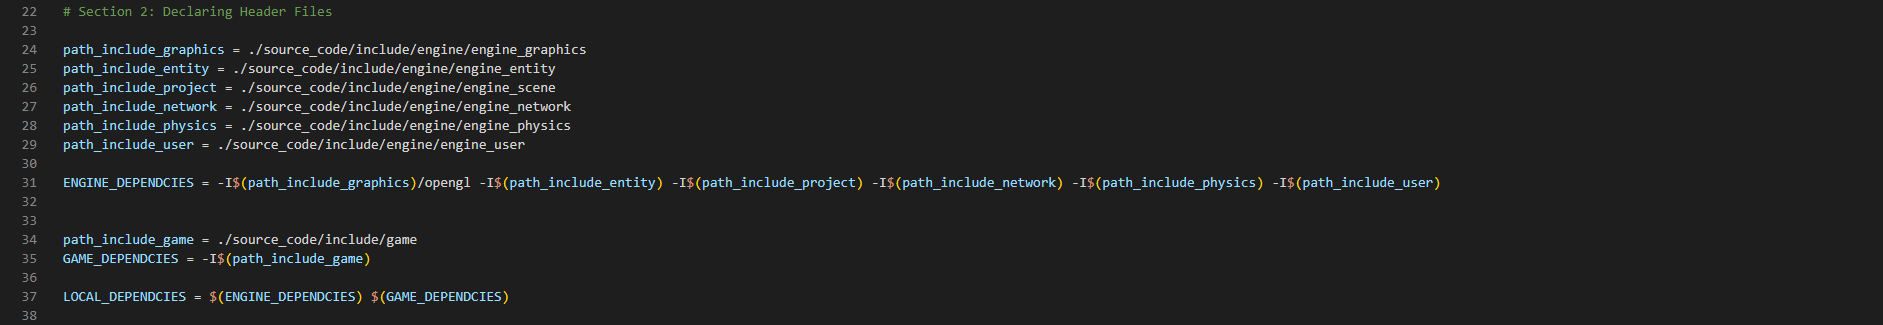 22 # Section 2: Declaring Header Files
23
24 path_include_graphics = ./source_code/include/engine/engine_graphics
25 path_include_entity = ./source_code/include/engine/engine_entity
26 path_include_project = ./source_code/include/engine/engine_scene
27 path_include_network = ./source_code/include/engine/engine_network
28 path_include_physics = ./source_code/include/engine/engine_physics
29 path_include_user = ./source_code/include/engine/engine_user
30
31 ENGINE_DEPENDCIES = -I$(path_include_graphics)/opengl -I$(path_include_entity) -I$(path_include_project) -I$(path_include_network) -I$(path_include_physics) -I$(path_include_user)
32
33
34 path_include_game = ./source_code/include/game
35 GAME_DEPENDCIES = -I$(path_include_game)
36
37 LOCAL_DEPENDCIES = $(ENGINE_DEPENDCIES) $(GAME_DEPENDCIES)
38